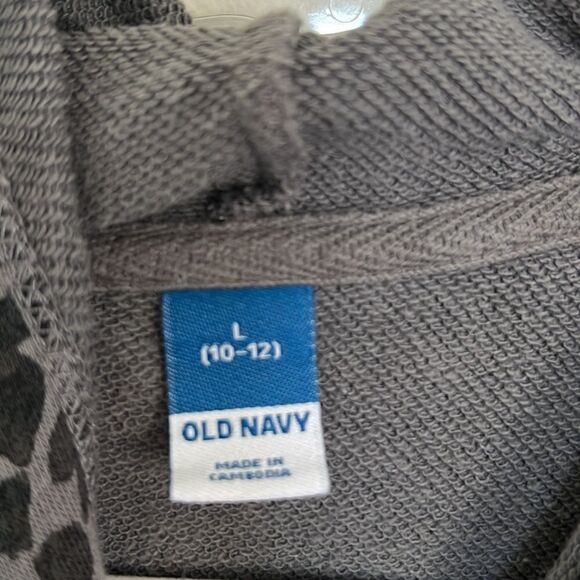 L
(10-12)
OLD NAVY
MADE IN
CAMBODIA